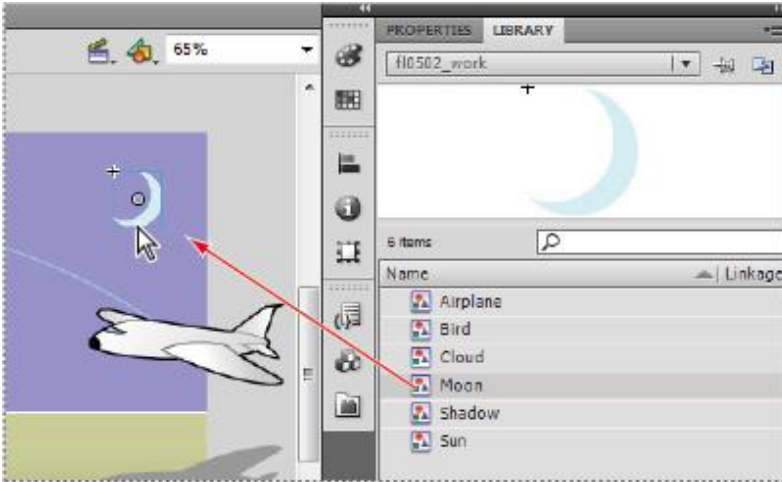 65%
PROPERTIES LIBRARY
fl0502_work
6 items
Name Linkage
Airplane
Bird
Cloud
Moon
Shadow
Sun